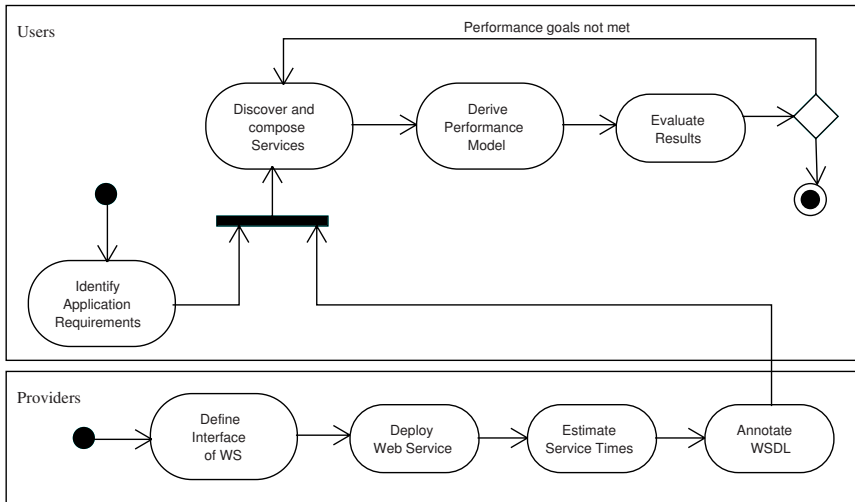 Users
Performance goals not met
Discover and
compose
Services
Derive
Performance
Model
Evaluate
Results
Identify
Application
Requirements
Providers
Define
Interface
of WS
Deploy
Web Service
Estimate
Service Times
Annotate
WSDL